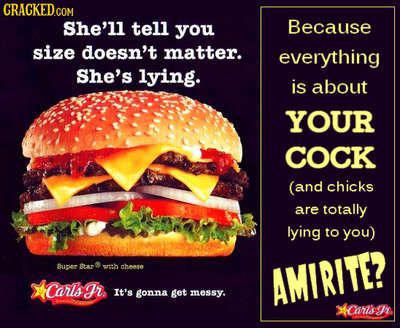 CRACKED.COM
She'll tell you
size doesn't matter.
She's lying.
Super Star® with cheese
Carl's Jr.
It's gonna get messy.
Because
everything
is about
YOUR
COCK
(and chicks
are totally
lying to you)
AMIRITE?
Carl's Jr.